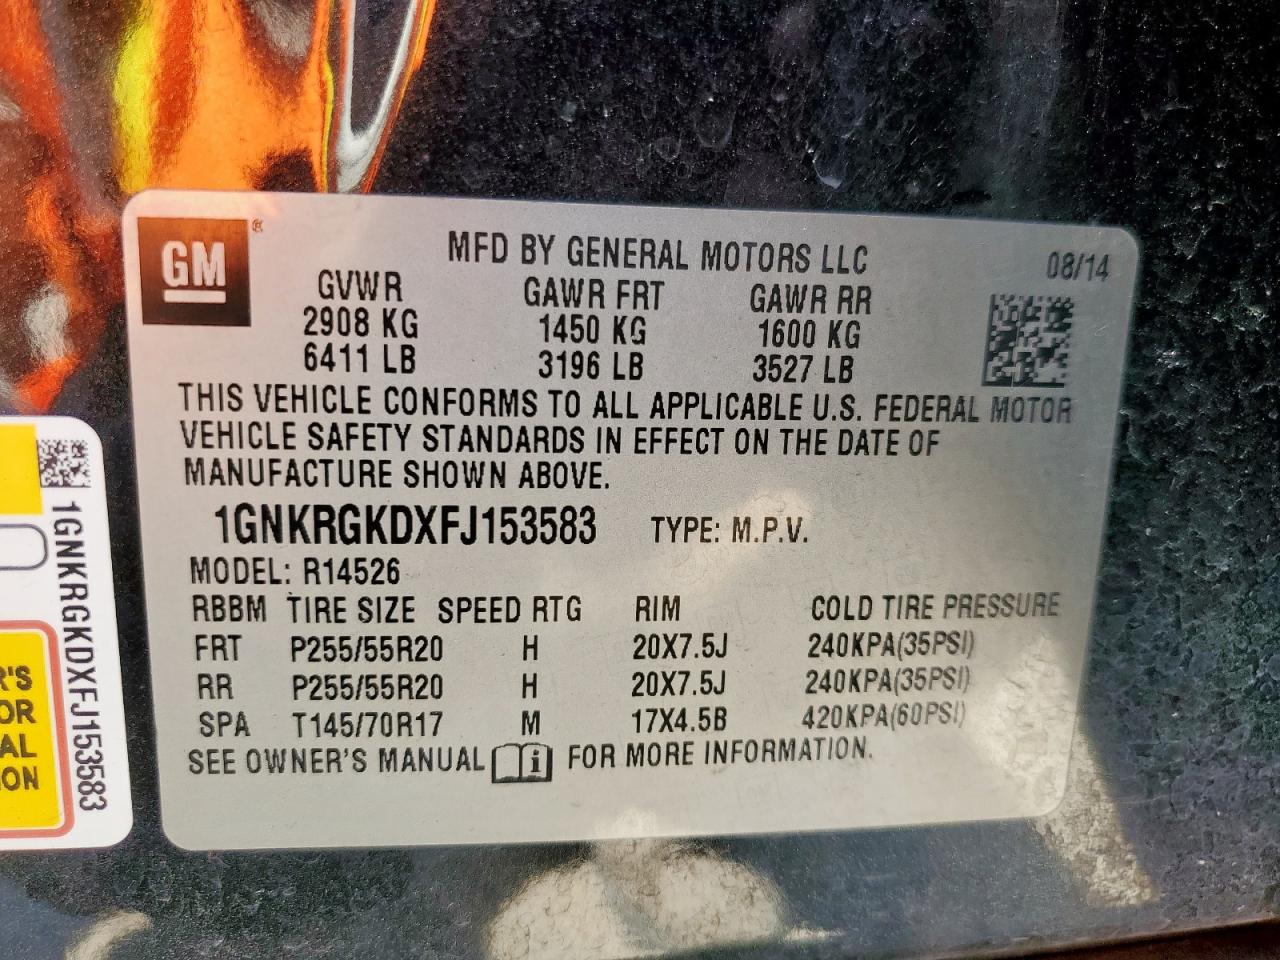 GM®
MFD BY GENERAL MOTORS LLC 08/14
GVWR GAWR FRT GAWR RR
2908 KG 1450 KG 1600 KG
6411 LB 3196 LB 3527 LB
THIS VEHICLE CONFORMS TO ALL APPLICABLE U.S. FEDERAL MOTOR
VEHICLE SAFETY STANDARDS IN EFFECT ON THE DATE OF
MANUFACTURE SHOWN ABOVE.
1GNKRGKDXFJ153583 TYPE: M.P.V.
MODEL: R14526
RBBM TIRE SIZE SPEED RTG RIM COLD TIRE PRESSURE
FRT P255/55R20 H 20X7.5J 240KPA(35PSI)
RR P255/55R20 H 20X7.5J 240KPA(35PSI)
SPA T145/70R17 M 17X4.5B 420KPA(60PSI)
SEE OWNER'S MANUAL i FOR MORE INFORMATION.
1GNKRGKDXFJ153583
R'S
OR
AL
ION